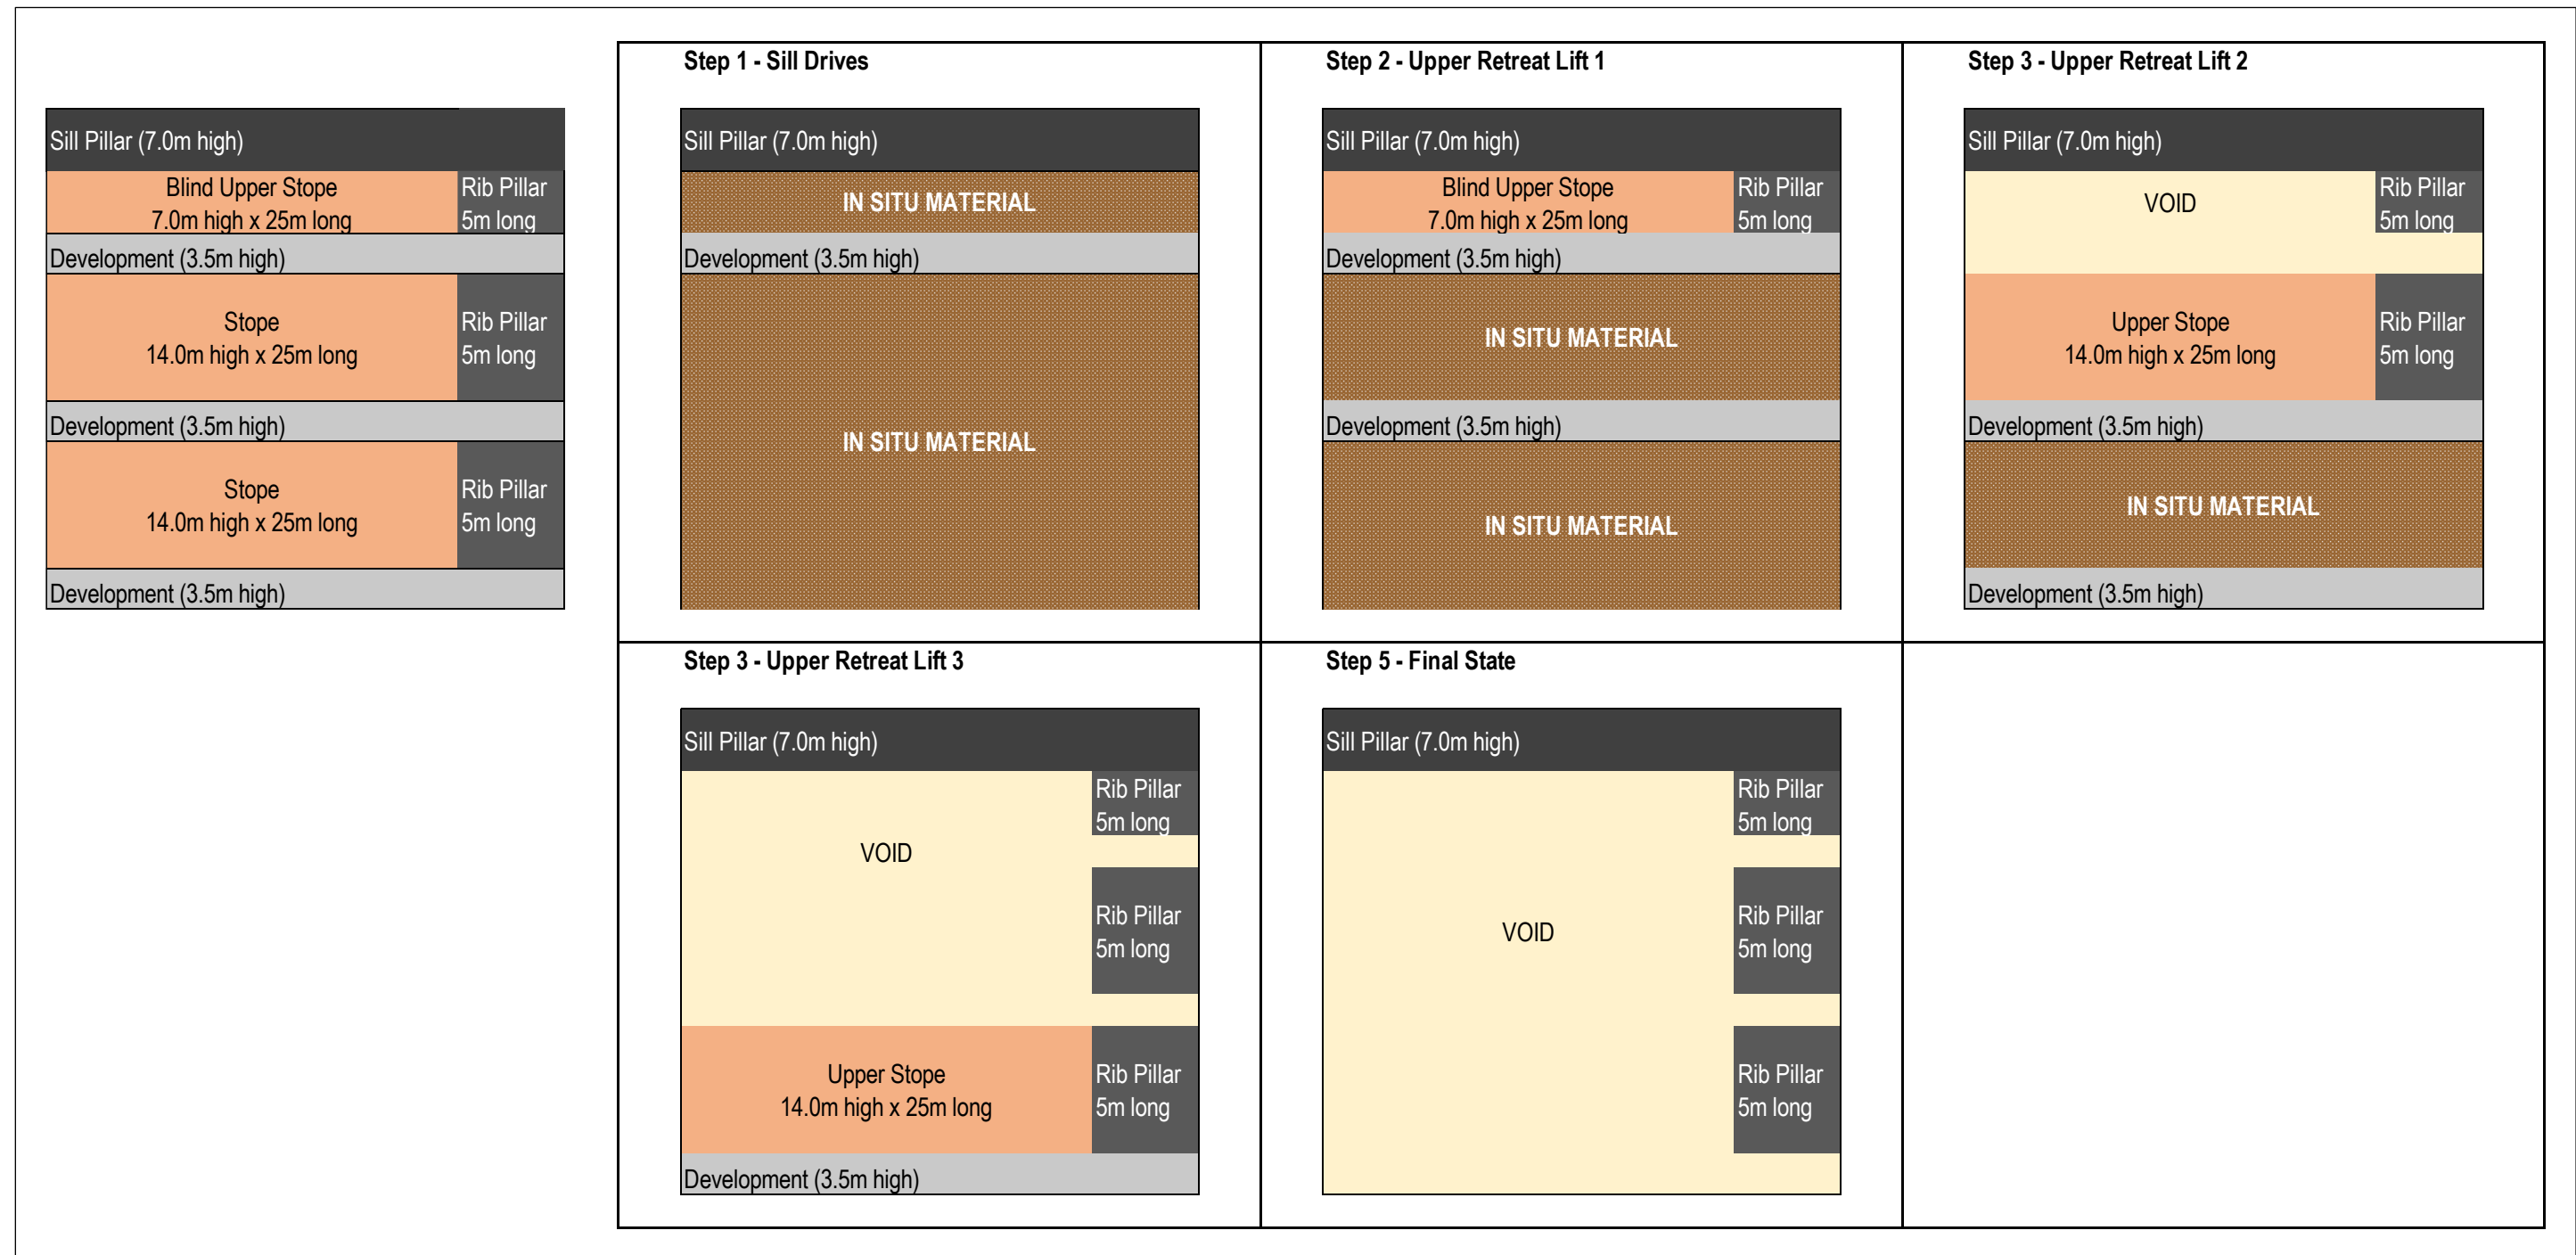 Sill Pillar (7.0m high)
Blind Upper Stope
7.0m high x 25m long
Rib Pillar
5m long
Development (3.5m high)
Stope
14.0m high x 25m long
Rib Pillar
5m long
Development (3.5m high)
Stope
14.0m high x 25m long
Rib Pillar
5m long
Development (3.5m high)
Step 1 - Sill Drives
Sill Pillar (7.0m high)
IN SITU MATERIAL
Development (3.5m high)
IN SITU MATERIAL
Step 2 - Upper Retreat Lift 1
Sill Pillar (7.0m high)
Blind Upper Stope
7.0m high x 25m long
Rib Pillar
5m long
Development (3.5m high)
IN SITU MATERIAL
Development (3.5m high)
IN SITU MATERIAL
Step 3 - Upper Retreat Lift 2
Sill Pillar (7.0m high)
VOID
Rib Pillar
5m long
Upper Stope
14.0m high x 25m long
Rib Pillar
5m long
Development (3.5m high)
IN SITU MATERIAL
Development (3.5m high)
Step 3 - Upper Retreat Lift 3
Sill Pillar (7.0m high)
Rib Pillar
5m long
VOID
Rib Pillar
5m long
Upper Stope
14.0m high x 25m long
Rib Pillar
5m long
Development (3.5m high)
Step 5 - Final State
Sill Pillar (7.0m high)
Rib Pillar
5m long
VOID
Rib Pillar
5m long
Rib Pillar
5m long